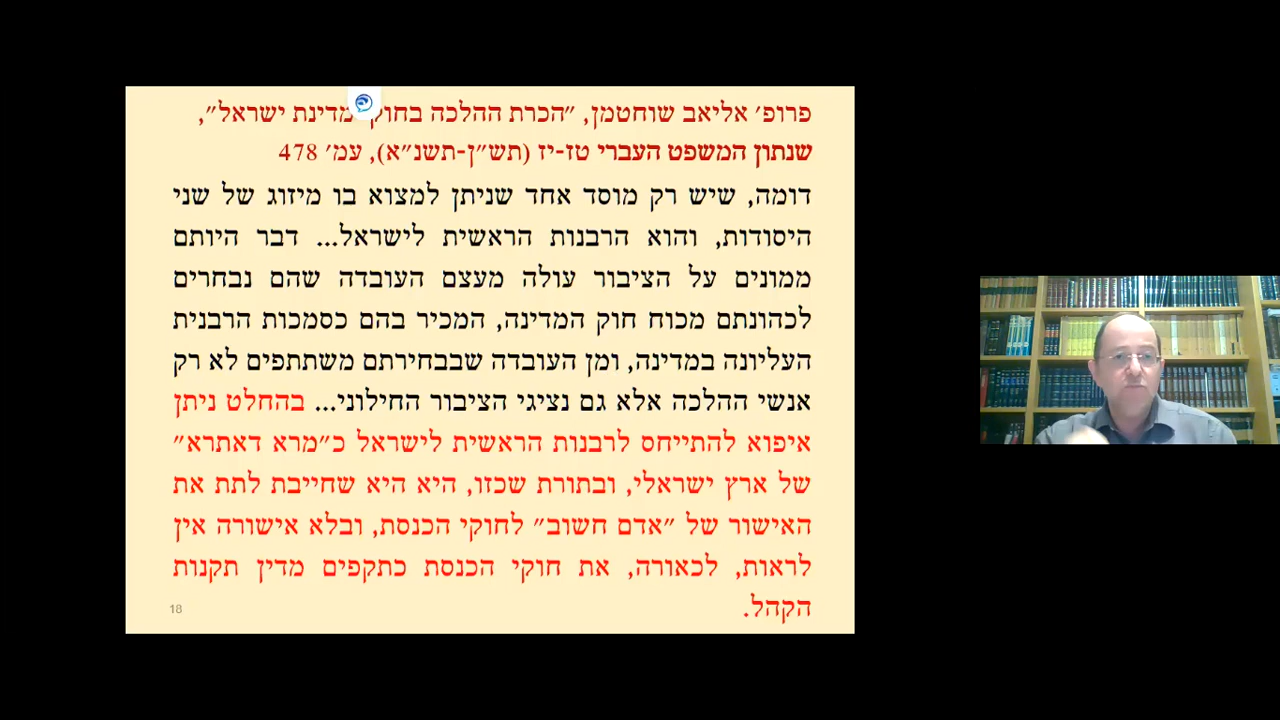 פרופ׳ אליאב שוחטמן, ״הכרת ההלכה בחוקי מדינת ישראל״,
שנתון המשפט העברי טז-יז (תש״ן-תשנ״א), עמ׳ 478
דומה, שיש רק מוסד אחד שניתן למצוא בו מיזוג של שני
היסודות, והוא הרבנות הראשית לישראל... דבר היותם
ממונים על הציבור עולה מעצם העובדה שהם נבחרים
לכהונתם מכוח חוק המדינה, המכיר בהם כסמכות הרבנית
העליונה במדינה, ומן העובדה שבבחירתם משתתפים לא רק
אנשי ההלכה אלא גם נציגי הציבור החילוני... בהחלט ניתן
איפוא להתייחס לרבנות הראשית לישראל כ״מרא דאתרא״
של ארץ ישראלי, ובתורת שכזו, היא היא שחייבת לתת את
האישור של ״אדם חשוב״ לחוקי הכנסת, ובלא אישורה אין
לראות, לכאורה, את חוקי הכנסת כתקפים מדין תקנות
הקהל.
18